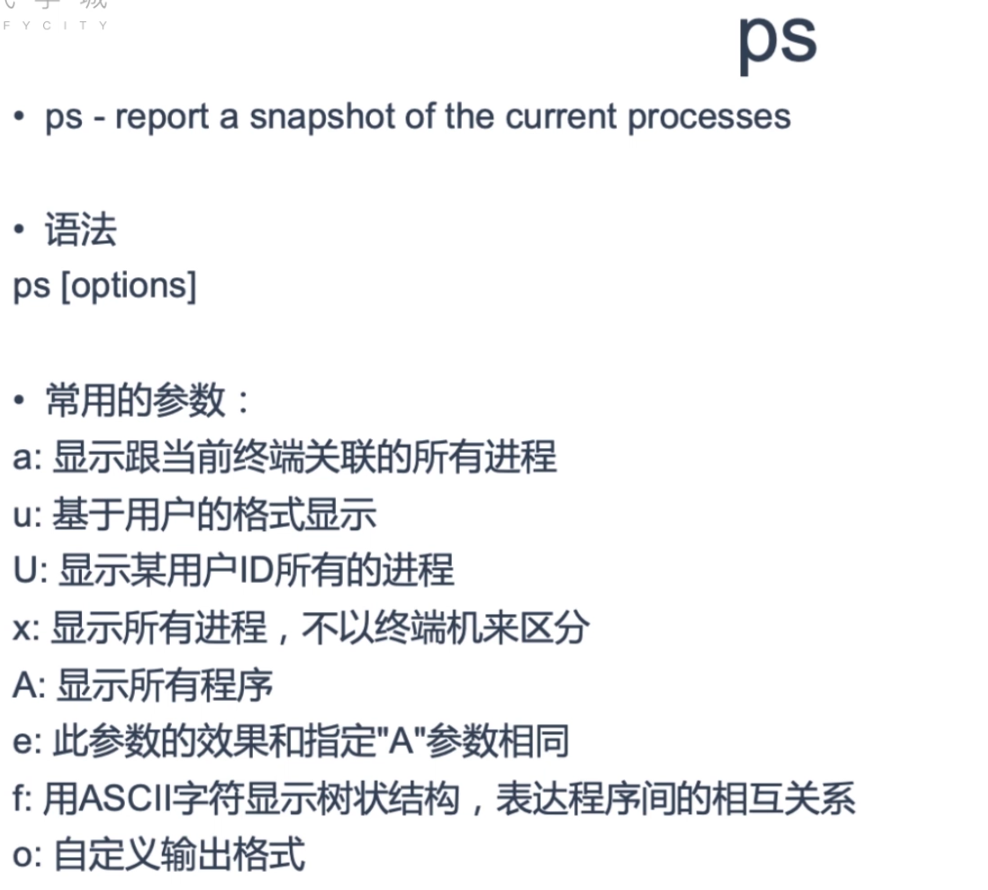 FYCITY
ps
• ps - report a snapshot of the current processes
• 语法
ps [options]
• 常用的参数：
a: 显示跟当前终端关联的所有进程
u: 基于用户的格式显示
U: 显示某用户ID所有的进程
x: 显示所有进程，不以终端机来区分
A: 显示所有程序
e: 此参数的效果和指定"A"参数相同
f: 用ASCII字符显示树状结构，表达程序间的相互关系
o: 自定义输出格式